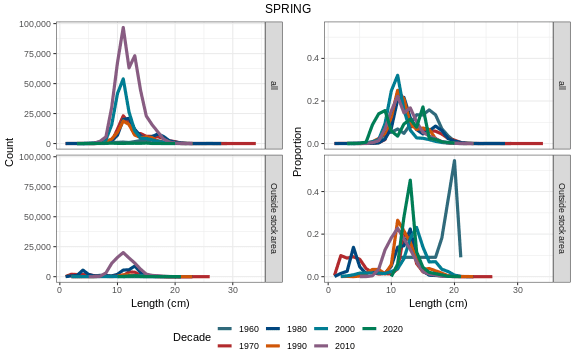 SPRING
100,000
75,000
50,000
25,000
0
all
0.4
0.2
0.0
all
Count
Proportion
100,000
75,000
50,000
25,000
0
Outside stock area
0.4
0.2
0.0
Outside stock area
0 10 20 30
0 10 20 30
Length (cm)
Length (cm)
Decade
1960 1980 2000 2020
1970 1990 2010